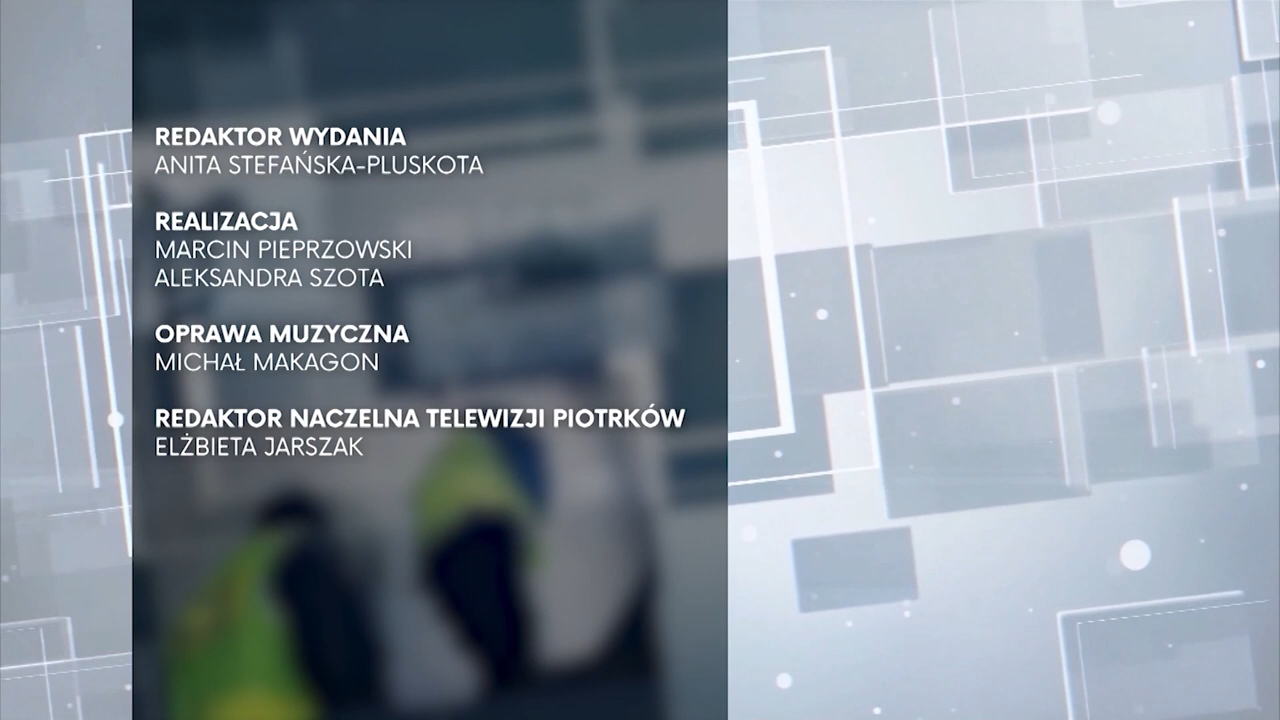 REDAKTOR WYDANIA
ANITA STEFAŃSKA-PLUSKOTA
REALIZACJA
MARCIN PIEPRZOWSKI
ALEKSANDRA SZOTA
OPRAWA MUZYCZNA
MICHAŁ MAKAGON
REDAKTOR NACZELNA TELEWIZJI PIOTRKÓW
ELŻBIETA JARSZAK